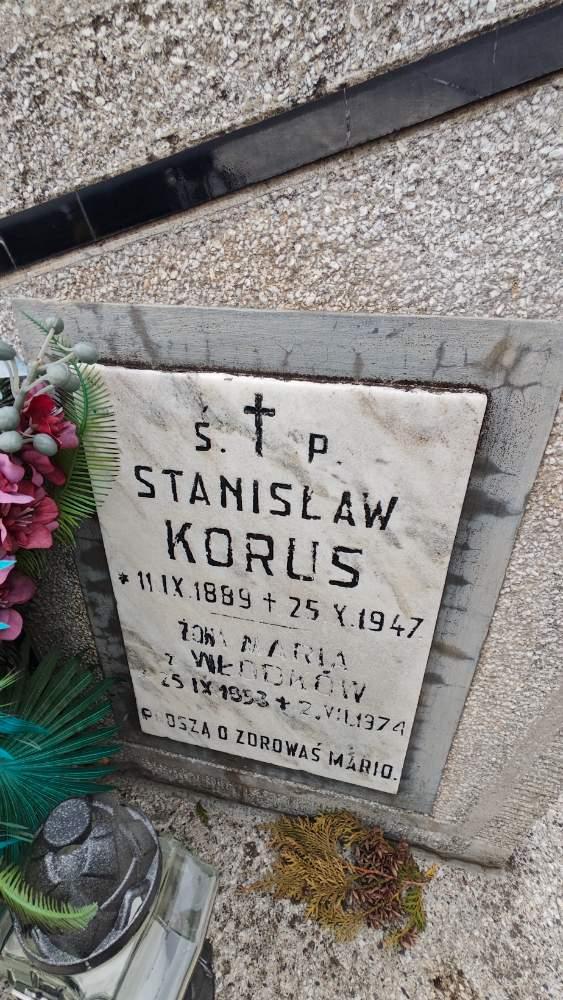 Ś. † P.
STANISŁAW
KORUS
* 11 IX.1889 + 25 X.1947
ŻONA MARIA
Z WŁODKÓW
* 25 IX 1893 + 2.VII.1974
PROSZĄ O ZDROWAŚ MARIO.